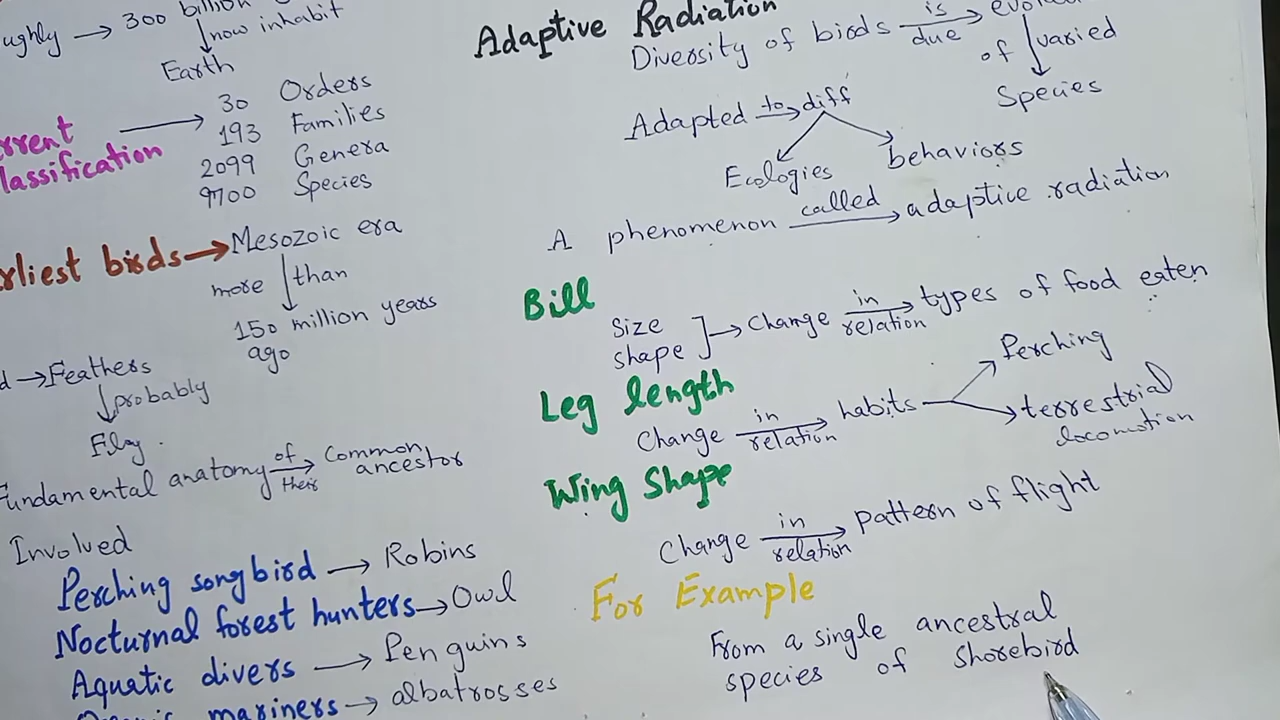 ughly → 300 billion
now inhabit
Earth
rrent
lassification → 30 Orders
193 Families
2099 Genera
9700 Species
rliest birds → Mesozoic era
more than
150 million years
ago
d → Feathers
probably
Fly.
Fundamental anatomy of their → Common
ancestor
Involved
Perching songbird → Robins
Nocturnal forest hunters → Owl
Aquatic divers → Penguins
mariners → albatrosses
Adaptive Radiation
Diversity of birds is due →
of varied
Species
Adapted to → diff
Ecologies behaviors
A phenomenon called → adaptive radiation
Bill
Size
shape ] → Change in relation → types of food eaten
Leg length
Change in relation → habits → Perching
→ terrestrial
locomotion
Wing Shape
Change in relation → pattern of flight
For Example
From a single ancestral
species of Shorebird